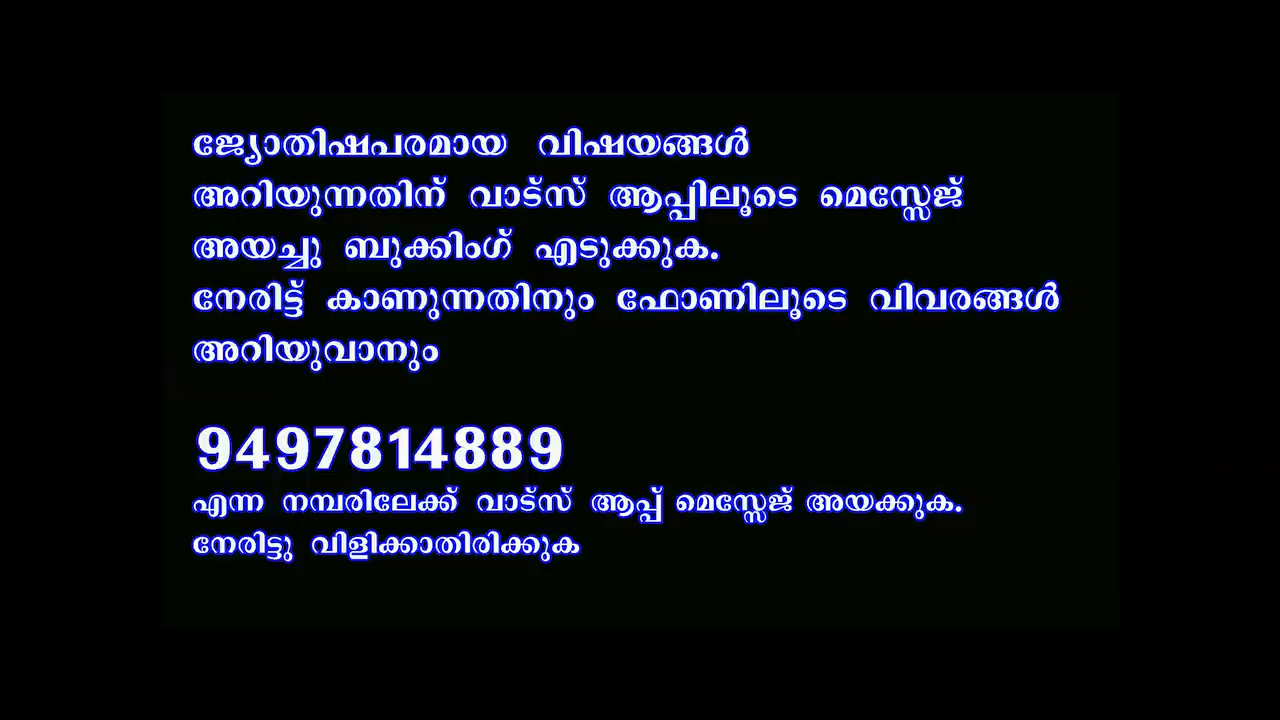 ജ്യോതിഷപരമായ വിഷയങ്ങൾ
അറിയുന്നതിന് വാട്സ് ആപ്പിലൂടെ മെസ്സേജ്
അയച്ചു ബുക്കിംഗ് എടുക്കുക.
നേരിട്ട് കാണുന്നതിനും ഫോണിലൂടെ വിവരങ്ങൾ
അറിയുവാനും
9497814889
എന്ന നമ്പരിലേക്ക് വാട്സ് ആപ്പ് മെസ്സേജ് അയക്കുക.
നേരിട്ടു വിളിക്കാതിരിക്കുക